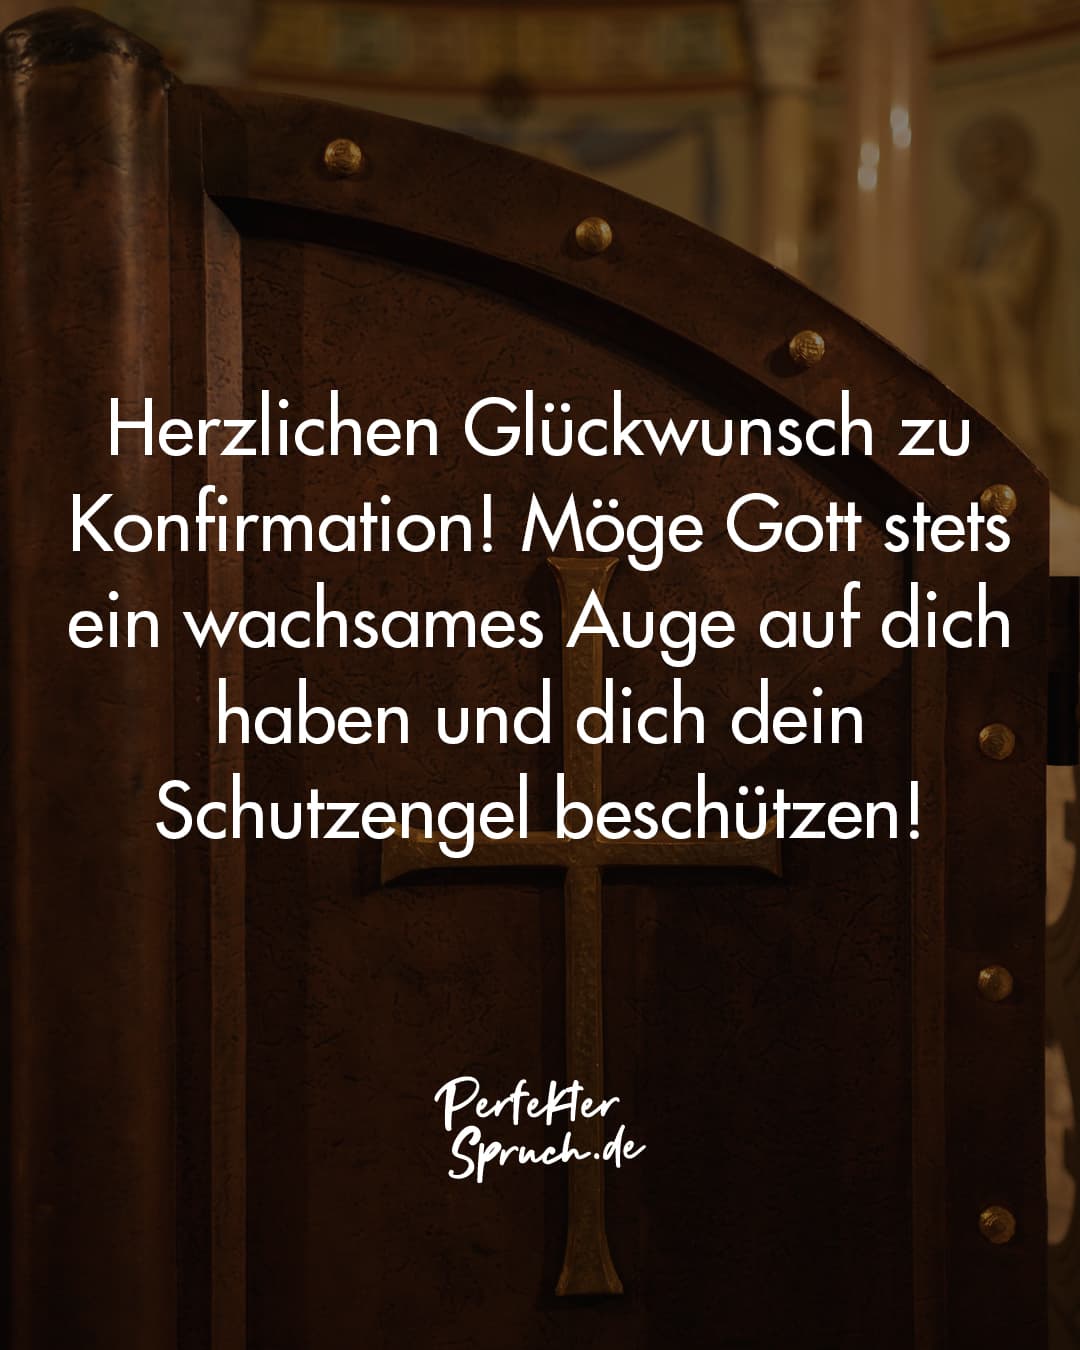 Herzlichen Glückwunsch zu
Konfirmation! Möge Gott stets
ein wachsames Auge auf dich
haben und dich dein
Schutzengel beschützen!
Perfekter
Spruch.de